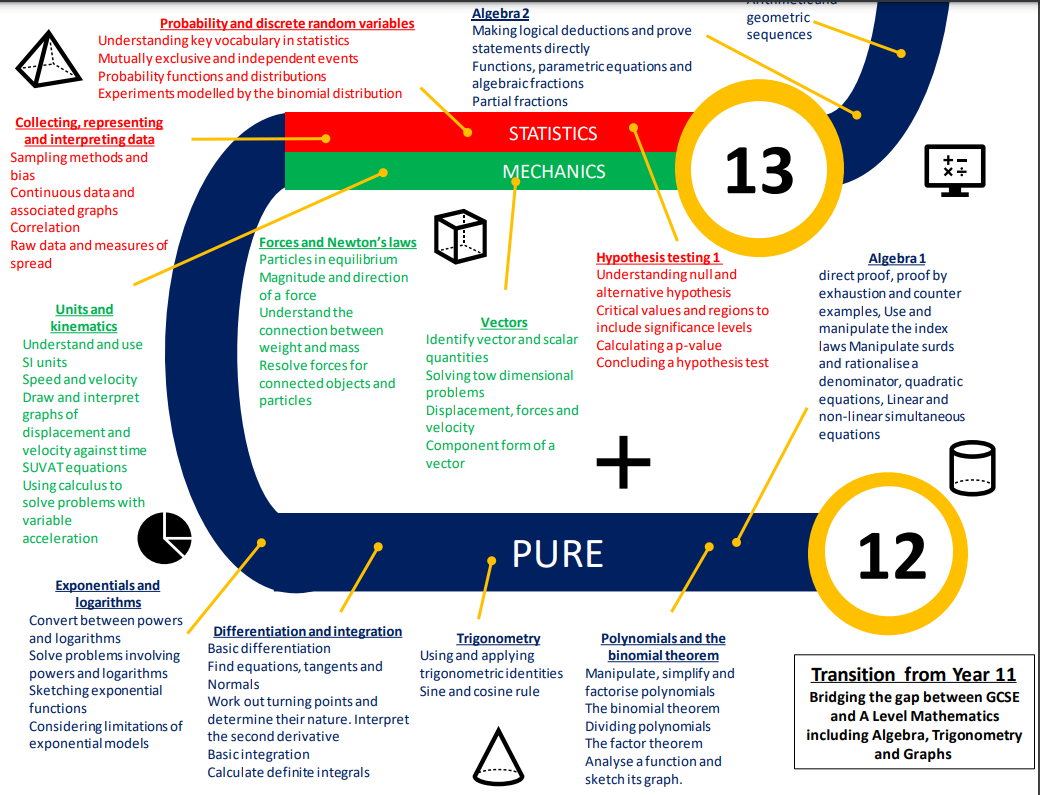 Probability and discrete random variables
Understanding key vocabulary in statistics
Mutually exclusive and independent events
Probability functions and distributions
Experiments modelled by the binomial distribution
Algebra 2
Making logical deductions and prove
statements directly
Functions, parametric equations and
algebraic fractions
Partial fractions
Arithmetic and
geometric
sequences
Collecting, representing
and interpreting data
Sampling methods and
bias
Continuous data and
associated graphs
Correlation
Raw data and measures of
spread
STATISTICS
MECHANICS
13
Units and
kinematics
Understand and use
SI units
Speed and velocity
Draw and interpret
graphs of
displacement and
velocity against time
SUVAT equations
Using calculus to
solve problems with
variable
acceleration
Forces and Newton's laws
Particles in equilibrium
Magnitude and direction
of a force
Understand the
connection between
weight and mass
Resolve forces for
connected objects and
particles
Vectors
Identify vector and scalar
quantities
Solving tow dimensional
problems
Displacement, forces and
velocity
Component form of a
vector
Hypothesis testing 1
Understanding null and
alternative hypothesis
Critical values and regions to
include significance levels
Calculating a p-value
Concluding a hypothesis test
Algebra 1
direct proof, proof by
exhaustion and counter
examples, Use and
manipulate the index
laws Manipulate surds
and rationalise a
denominator, quadratic
equations, Linear and
non-linear simultaneous
equations
PURE
12
Exponentials and
logarithms
Convert between powers
and logarithms
Solve problems involving
powers and logarithms
Sketching exponential
functions
Considering limitations of
exponential models
Differentiation and integration
Basic differentiation
Find equations, tangents and
Normals
Work out turning points and
determine their nature. Interpret
the second derivative
Basic integration
Calculate definite integrals
Trigonometry
Using and applying
trigonometric identities
Sine and cosine rule
Polynomials and the
binomial theorem
Manipulate, simplify and
factorise polynomials
The binomial theorem
Dividing polynomials
The factor theorem
Analyse a function and
sketch its graph.
Transition from Year 11
Bridging the gap between GCSE
and A Level Mathematics
including Algebra, Trigonometry
and Graphs